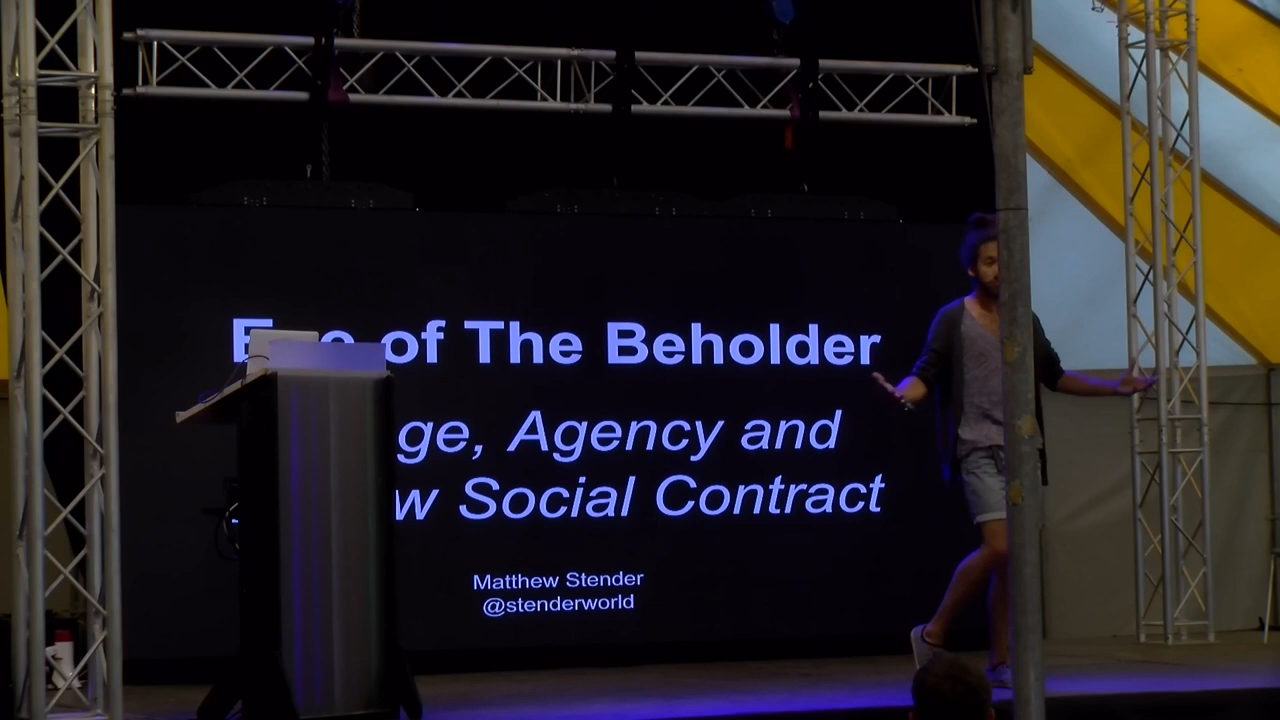 of The Beholder
Agency and
Social Contract
Matthew Stender
@stenderworld